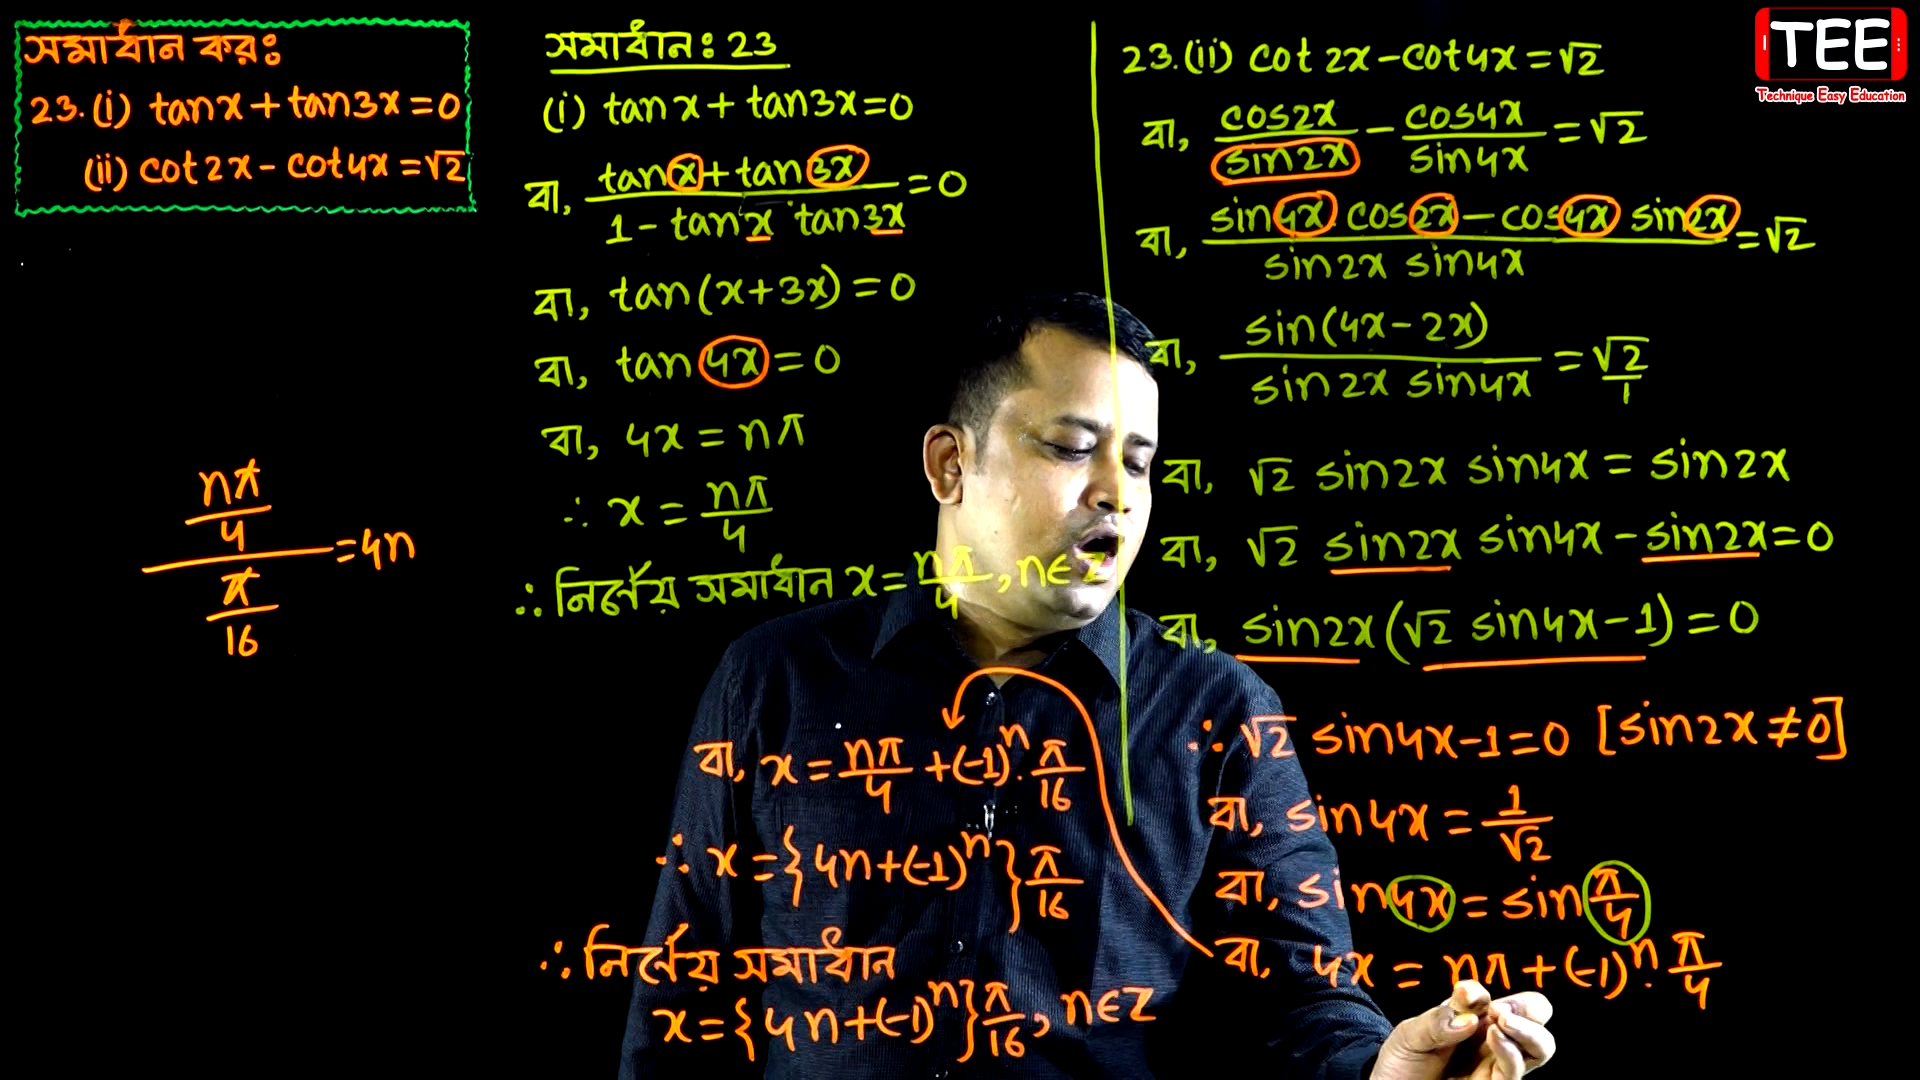 সমাধান করঃ
23. (i) tanx + tan3x = 0
(ii) cot2x - cot4x = √2
nπ/4 / π/16 = 4n
সমাধান: 23
(i) tanx + tan3x = 0
বা, (tanx + tan3x)/(1 - tanx tan3x) = 0
বা, tan(x+3x) = 0
বা, tan4x = 0
বা, 4x = nπ
∴ x = nπ/4
∴ নির্ণেয় সমাধান x = nπ/4, n∈Z
23. (ii) cot2x - cot4x = √2
বা, cos2x/sin2x - cos4x/sin4x = √2
বা, (sin4x cos2x - cos4x sin2x)/(sin2x sin4x) = √2
বা, sin(4x-2x)/(sin2x sin4x) = √2/1
বা, √2 sin2x sin4x = sin2x
বা, √2 sin2x sin4x - sin2x = 0
বা, sin2x(√2 sin4x - 1) = 0
∴ √2 sin4x - 1 = 0 [sin2x ≠ 0]
বা, sin4x = 1/√2
বা, sin4x = sin π/4
বা, 4x = nπ + (-1)ⁿ. π/4
বা, x = nπ/4 + (-1)ⁿ. π/16
∴ x = {4n + (-1)ⁿ} π/16
∴ নির্ণেয় সমাধান
x = {4n + (-1)ⁿ} π/16, n∈Z
TEE
Technique Easy Education